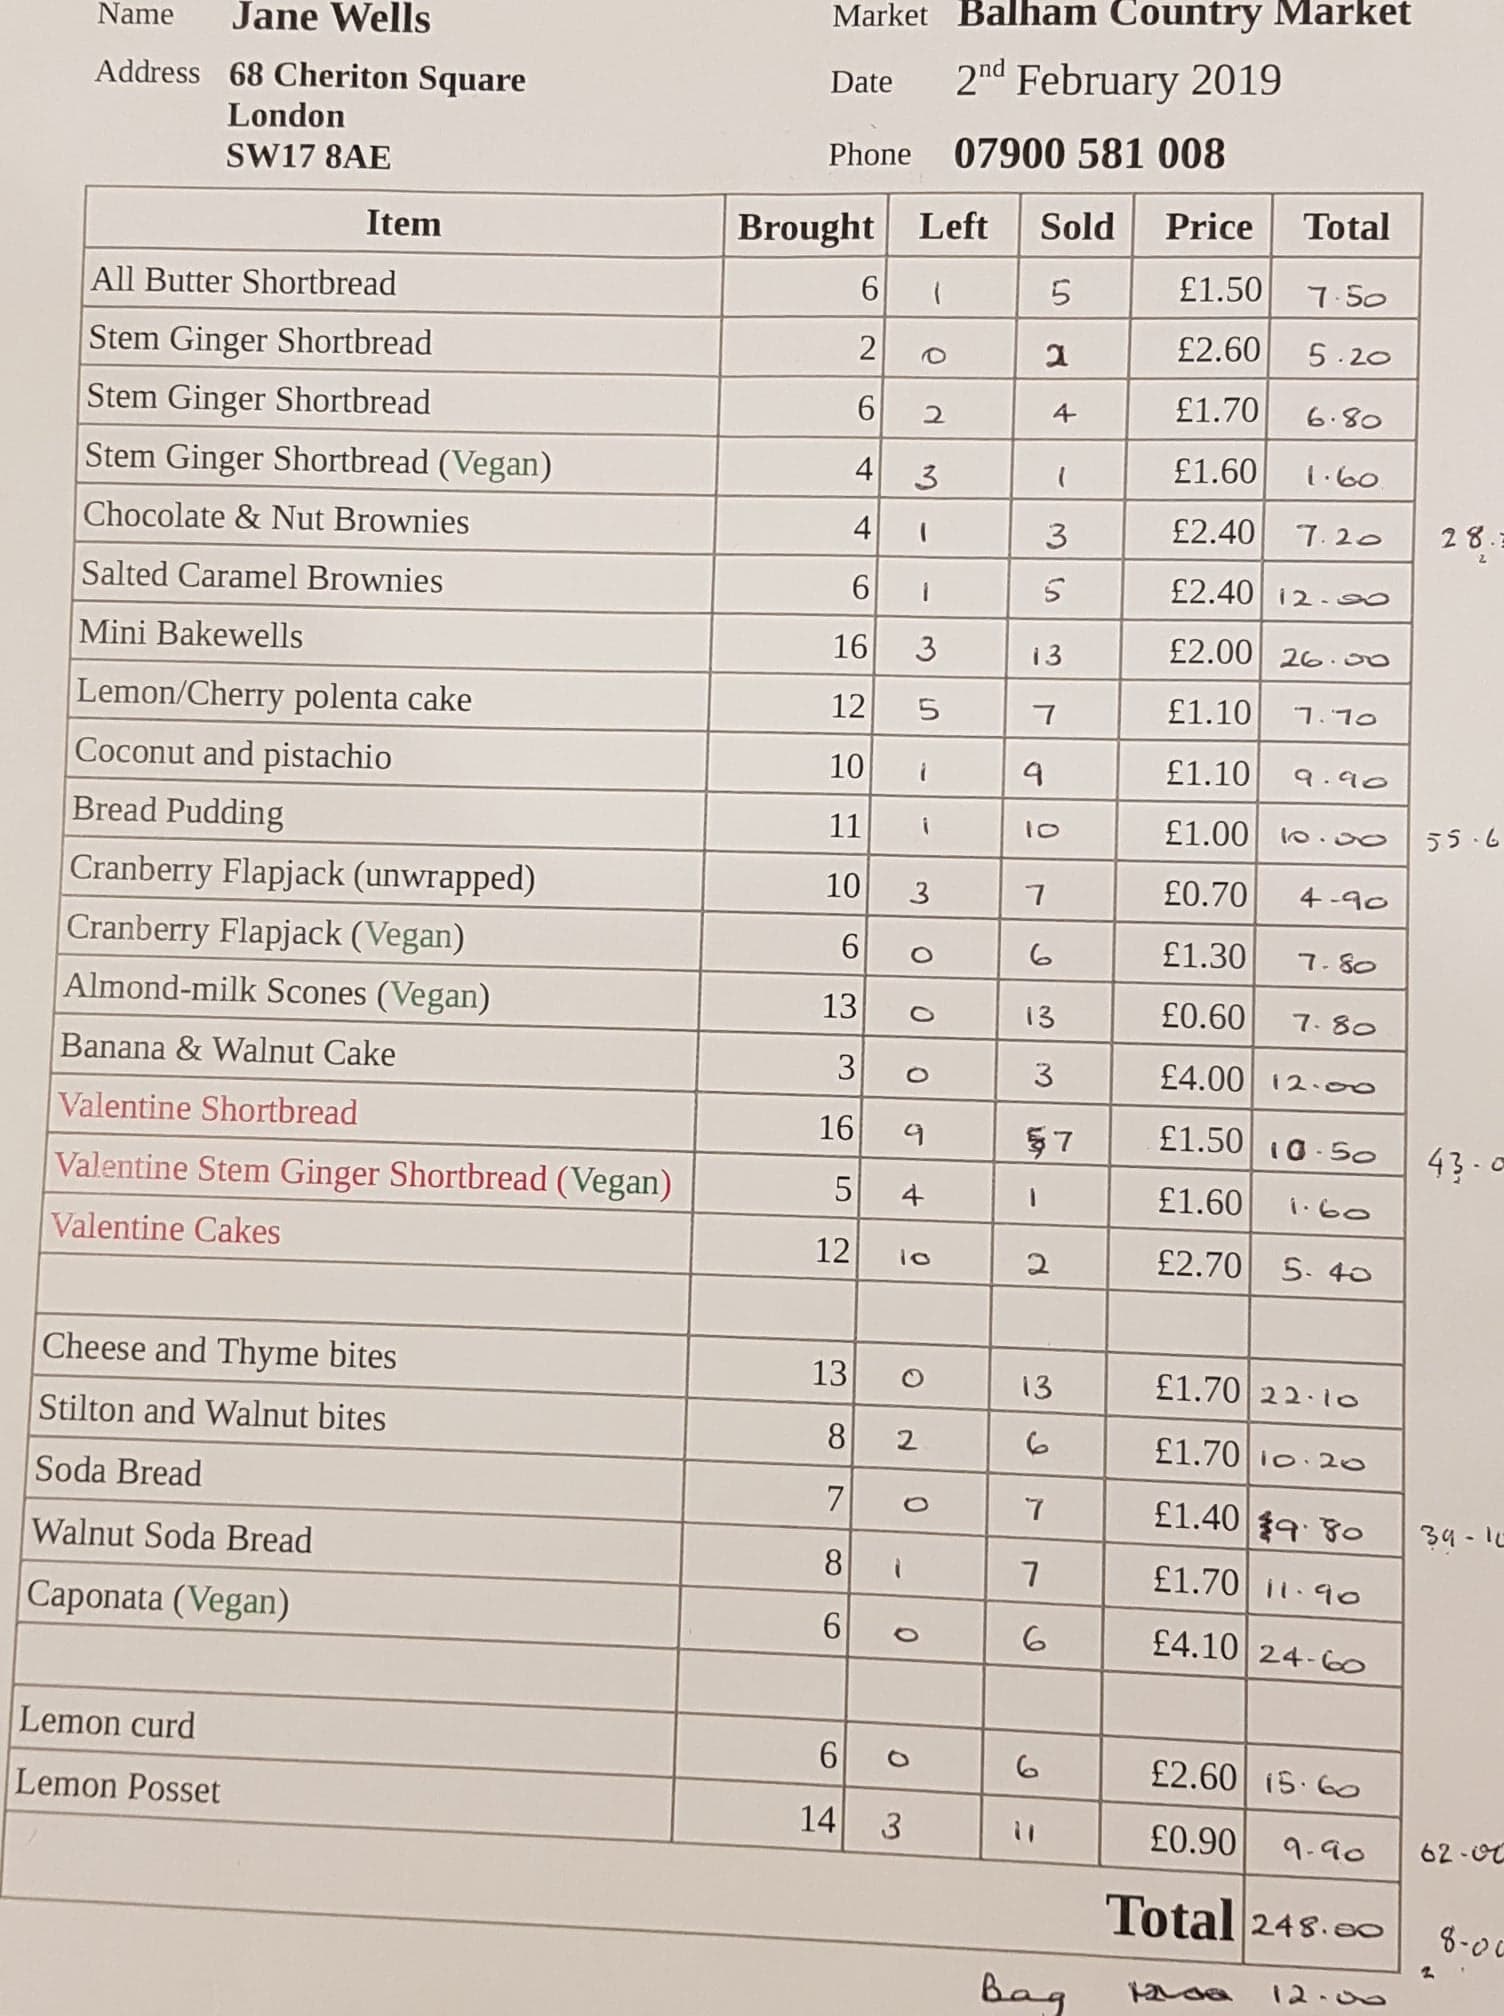 Name Jane Wells Market Balham Country Market
Address 68 Cheriton Square Date 2nd February 2019
London
SW17 8AE Phone 07900 581 008
Item Brought Left Sold Price Total
All Butter Shortbread 6 1 5 £1.50 7.50
Stem Ginger Shortbread 2 0 2 £2.60 5.20
Stem Ginger Shortbread 6 2 4 £1.70 6.80
Stem Ginger Shortbread (Vegan) 4 3 1 £1.60 1.60
Chocolate & Nut Brownies 4 1 3 £2.40 7.20 28.
2
Salted Caramel Brownies 6 1 5 £2.40 12.00
Mini Bakewells 16 3 13 £2.00 26.00
Lemon/Cherry polenta cake 12 5 7 £1.10 7.70
Coconut and pistachio 10 1 9 £1.10 9.90
Bread Pudding 11 1 10 £1.00 10.00 55.6
Cranberry Flapjack (unwrapped) 10 3 7 £0.70 4-90
Cranberry Flapjack (Vegan) 6 0 6 £1.30 7.80
Almond-milk Scones (Vegan) 13 0 13 £0.60 7.80
Banana & Walnut Cake 3 0 3 £4.00 12.00
Valentine Shortbread 16 9 7 £1.50 10.50 43.0
Valentine Stem Ginger Shortbread (Vegan) 5 4 1 £1.60 1.60
Valentine Cakes 12 10 2 £2.70 5.40
Cheese and Thyme bites 13 0 13 £1.70 22.10
Stilton and Walnut bites 8 2 6 £1.70 10.20
Soda Bread 7 0 7 £1.40 9.80 39-10
Walnut Soda Bread 8 1 7 £1.70 11.90
Caponata (Vegan) 6 0 6 £4.10 24-60
Lemon curd 6 0 6 £2.60 15.60
Lemon Posset 14 3 11 £0.90 9.90 62.00
Total 248.00 8-00
2
Bag 12.00